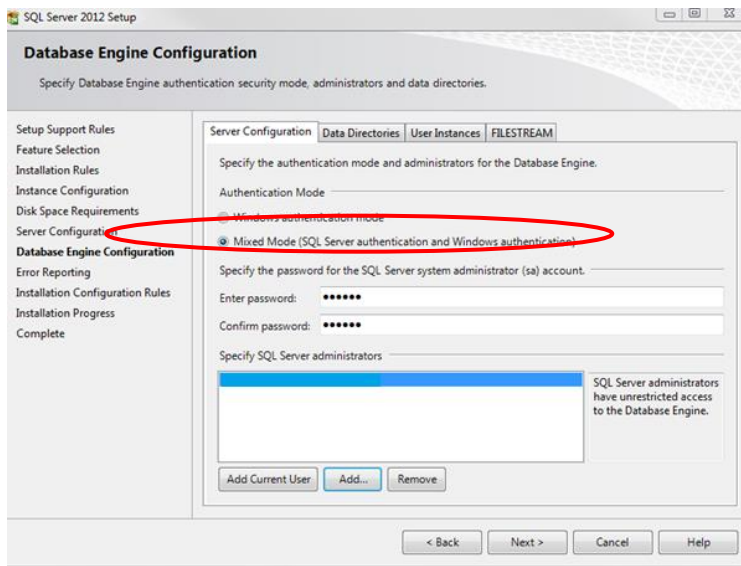 SQL Server 2012 Setup
Database Engine Configuration
Specify Database Engine authentication security mode, administrators and data directories.
Setup Support Rules
Feature Selection
Installation Rules
Instance Configuration
Disk Space Requirements
Server Configuration
Database Engine Configuration
Error Reporting
Installation Configuration Rules
Installation Progress
Complete
Server Configuration Data Directories User Instances FILESTREAM
Specify the authentication mode and administrators for the Database Engine.
Authentication Mode
Windows authentication mode
Mixed Mode (SQL Server authentication and Windows authentication)
Specify the password for the SQL Server system administrator (sa) account.
Enter password: ●●●●●●
Confirm password: ●●●●●●
Specify SQL Server administrators
SQL Server administrators
have unrestricted access
to the Database Engine.
Add Current User Add... Remove
< Back Next > Cancel Help